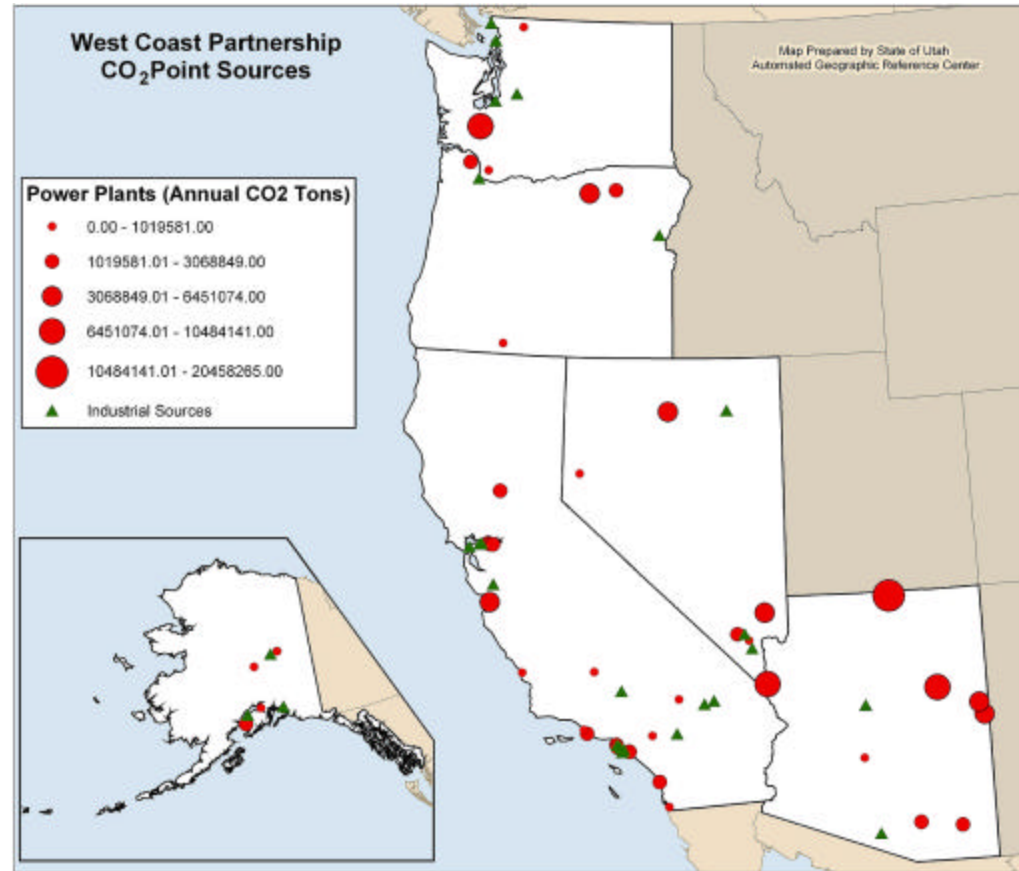 West Coast Partnership
CO₂Point Sources
Map Prepared by State of Utah
Automated Geographic Reference Center
Power Plants (Annual CO2 Tons)
0.00 - 1019581.00
1019581.01 - 3068849.00
3068849.01 - 6451074.00
6451074.01 - 10484141.00
10484141.01 - 20458265.00
Industrial Sources